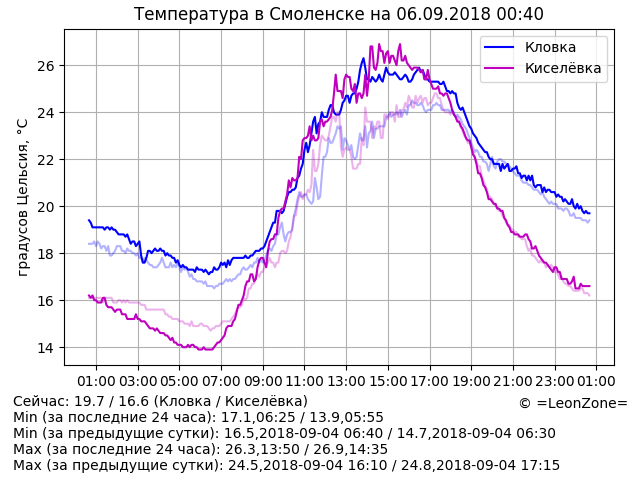 Температура в Смоленске на 06.09.2018 00:40
Кловка
Киселёвка
градусов Цельсия, °C
26
24
22
20
18
16
14
01:00 03:00 05:00 07:00 09:00 11:00 13:00 15:00 17:00 19:00 21:00 23:00 01:00
Сейчас: 19.7 / 16.6 (Кловка / Киселёвка)
© =LeonZone=
Min (за последние 24 часа): 17.1,06:25 / 13.9,05:55
Min (за предыдущие сутки): 16.5,2018-09-04 06:40 / 14.7,2018-09-04 06:30
Max (за последние 24 часа): 26.3,13:50 / 26.9,14:35
Max (за предыдущие сутки): 24.5,2018-09-04 16:10 / 24.8,2018-09-04 17:15